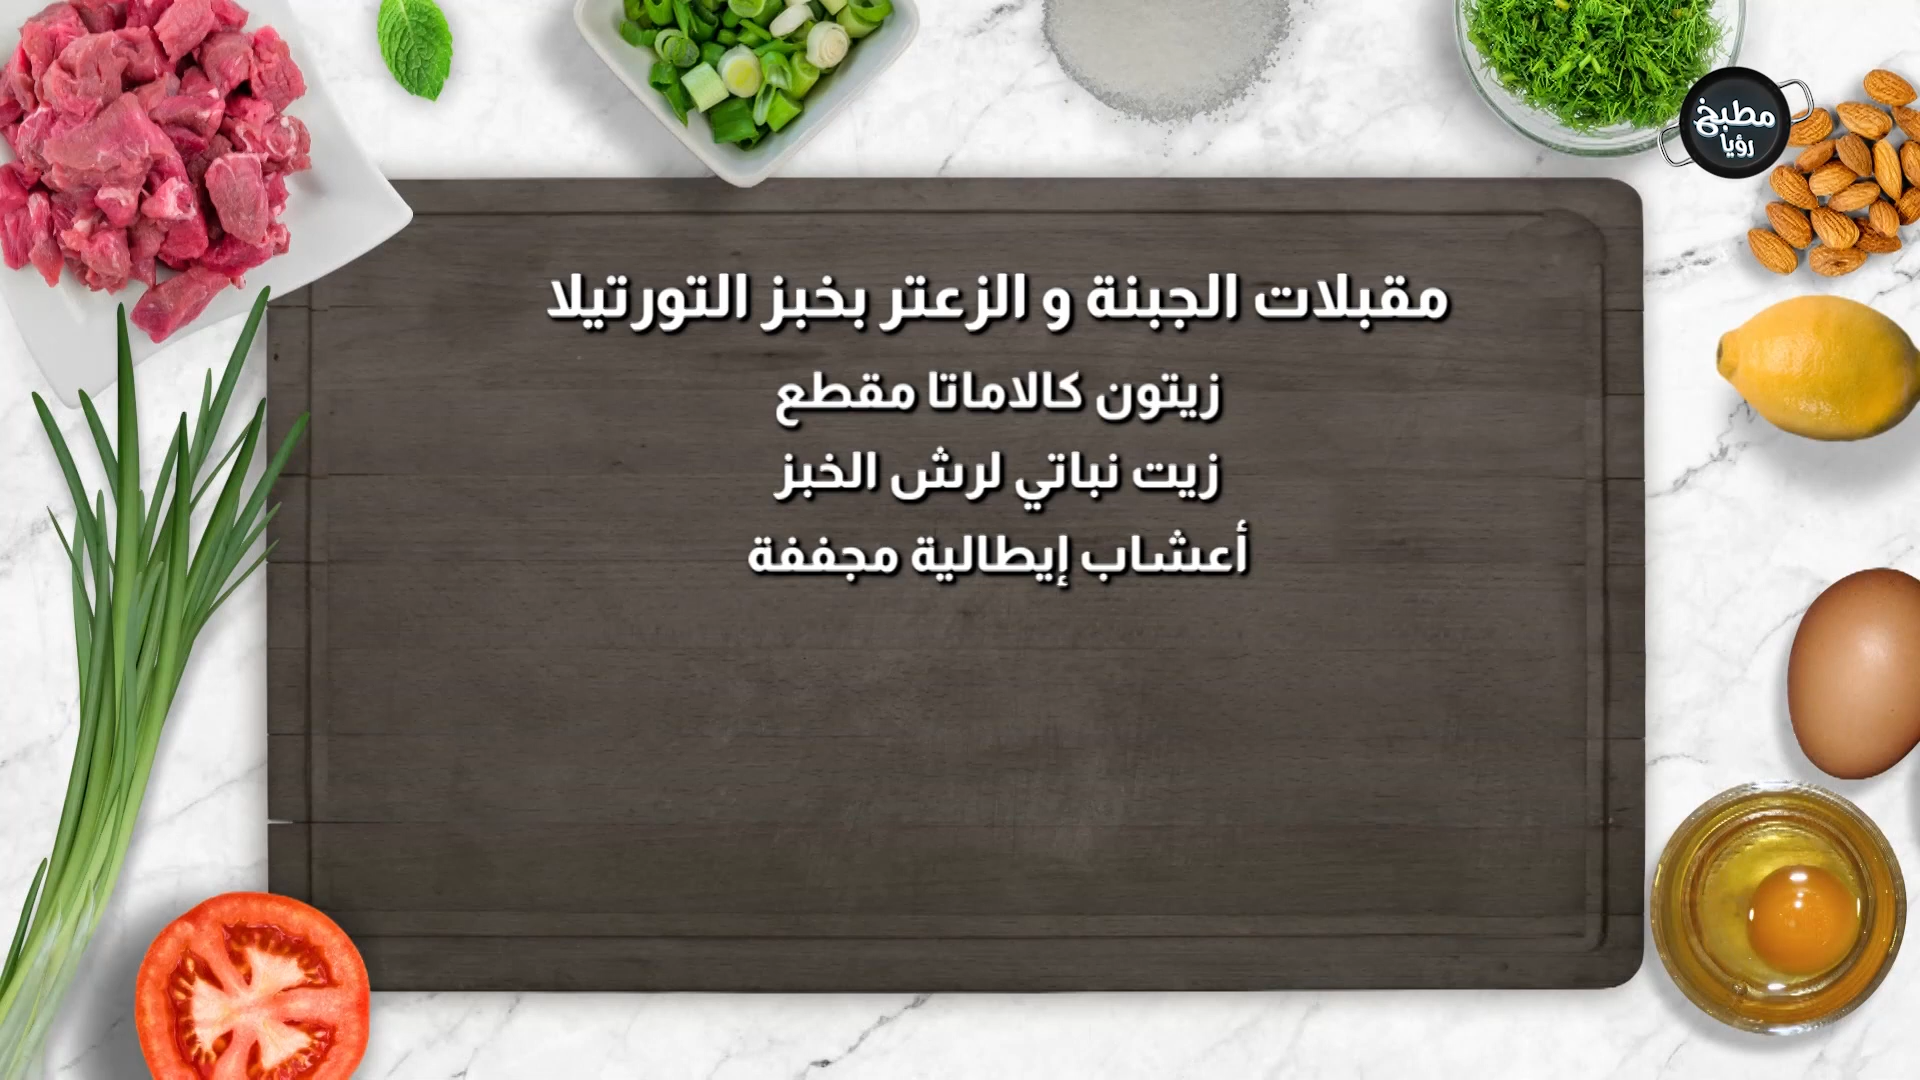 مطبخ
رؤيا
مقبلات الجبنة و الزعتر بخبز التورتيلا
زيتون كالاماتا مقطع
زيت نباتي لرش الخبز
أعشاب إيطالية مجففة